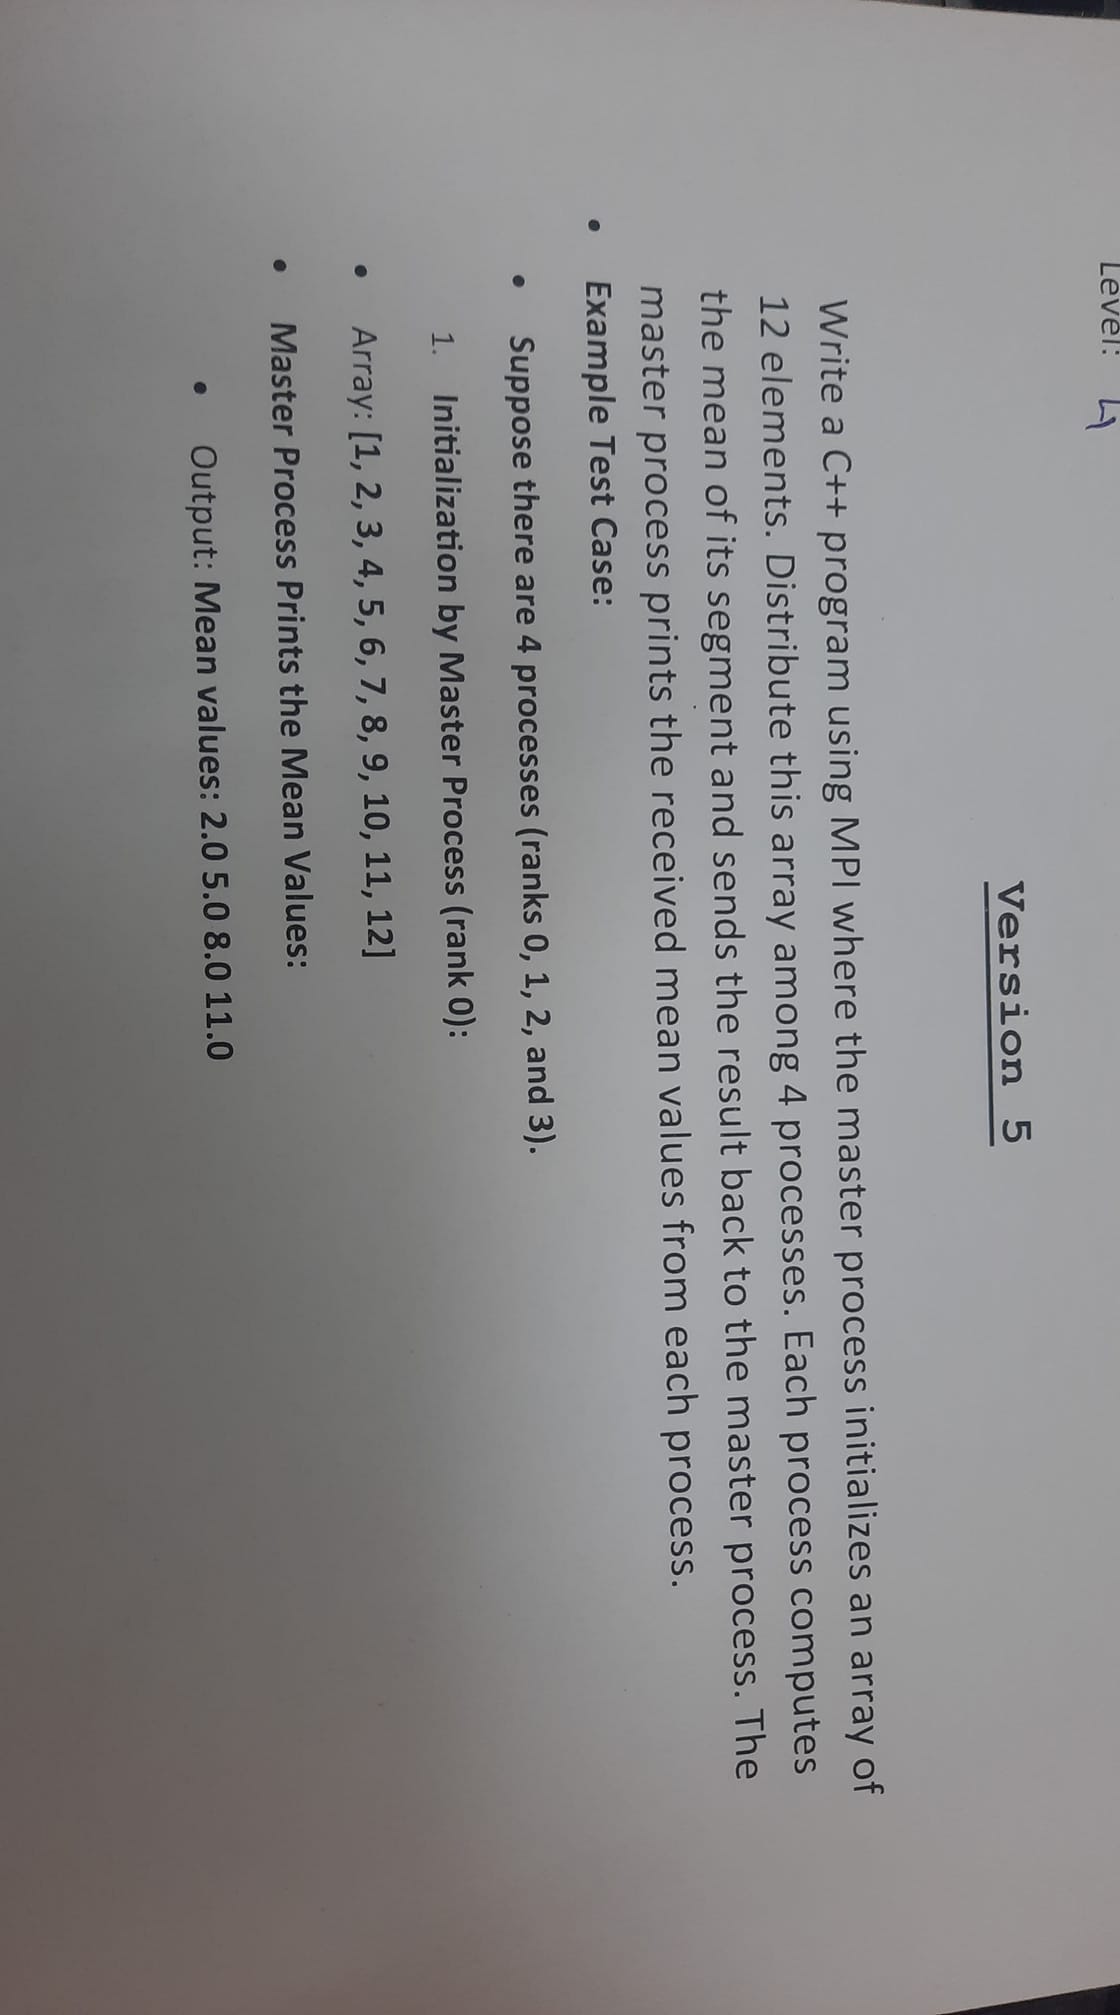 Level: 4
Version 5
Write a C++ program using MPI where the master process initializes an array of
12 elements. Distribute this array among 4 processes. Each process computes
the mean of its segment and sends the result back to the master process. The
master process prints the received mean values from each process.
• Example Test Case:
• Suppose there are 4 processes (ranks 0, 1, 2, and 3).
1. Initialization by Master Process (rank 0):
• Array: [1, 2, 3, 4, 5, 6, 7, 8, 9, 10, 11, 12]
• Master Process Prints the Mean Values:
• Output: Mean values: 2.0 5.0 8.0 11.0